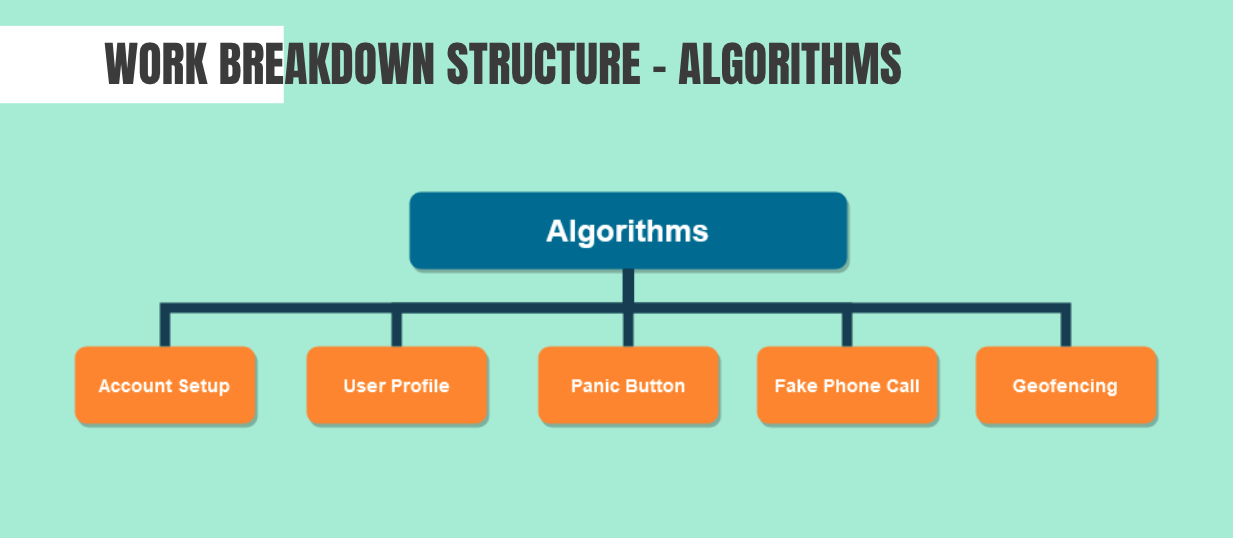 WORK BREAKDOWN STRUCTURE - ALGORITHMS
Algorithms
Account Setup
User Profile
Panic Button
Fake Phone Call
Geofencing